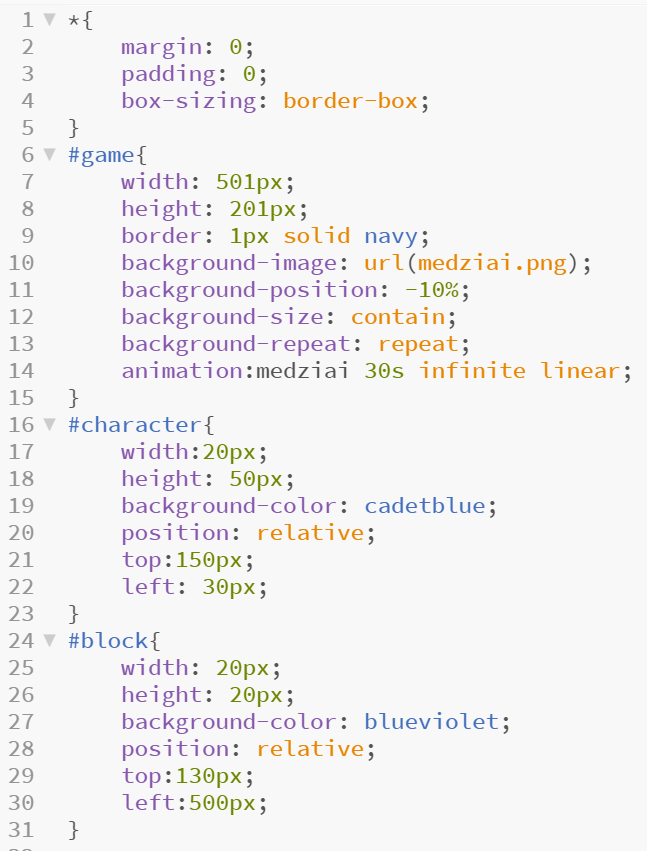 1 *{
2 margin: 0;
3 padding: 0;
4 box-sizing: border-box;
5 }
6 #game{
7 width: 501px;
8 height: 201px;
9 border: 1px solid navy;
10 background-image: url(medziai.png);
11 background-position: -10%;
12 background-size: contain;
13 background-repeat: repeat;
14 animation:medziai 30s infinite linear;
15 }
16 #character{
17 width:20px;
18 height: 50px;
19 background-color: cadetblue;
20 position: relative;
21 top:150px;
22 left: 30px;
23 }
24 #block{
25 width: 20px;
26 height: 20px;
27 background-color: blueviolet;
28 position: relative;
29 top:130px;
30 left:500px;
31 }